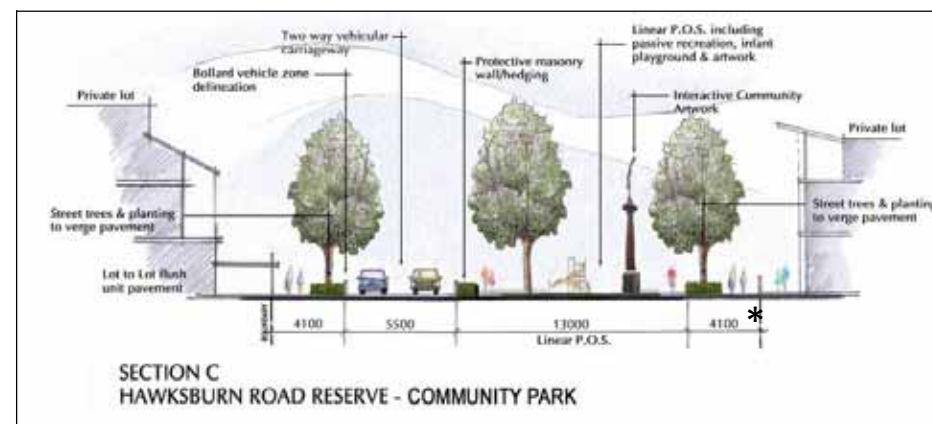 Two way vehicular
carriageway
Linear P.O.S. including
passive recreation, infant
playground & artwork
Bollard vehicle zone
delineation
Protective masonry
wall/hedging
Private lot
Interactive Community
Artwork
Private lot
Street trees & planting
to verge pavement
Street trees & planting
to verge pavement
Lot to Lot flush
unit pavement
4100
5500
13000
4100 *
Linear P.O.S.
SECTION C
HAWKSBURN ROAD RESERVE - COMMUNITY PARK